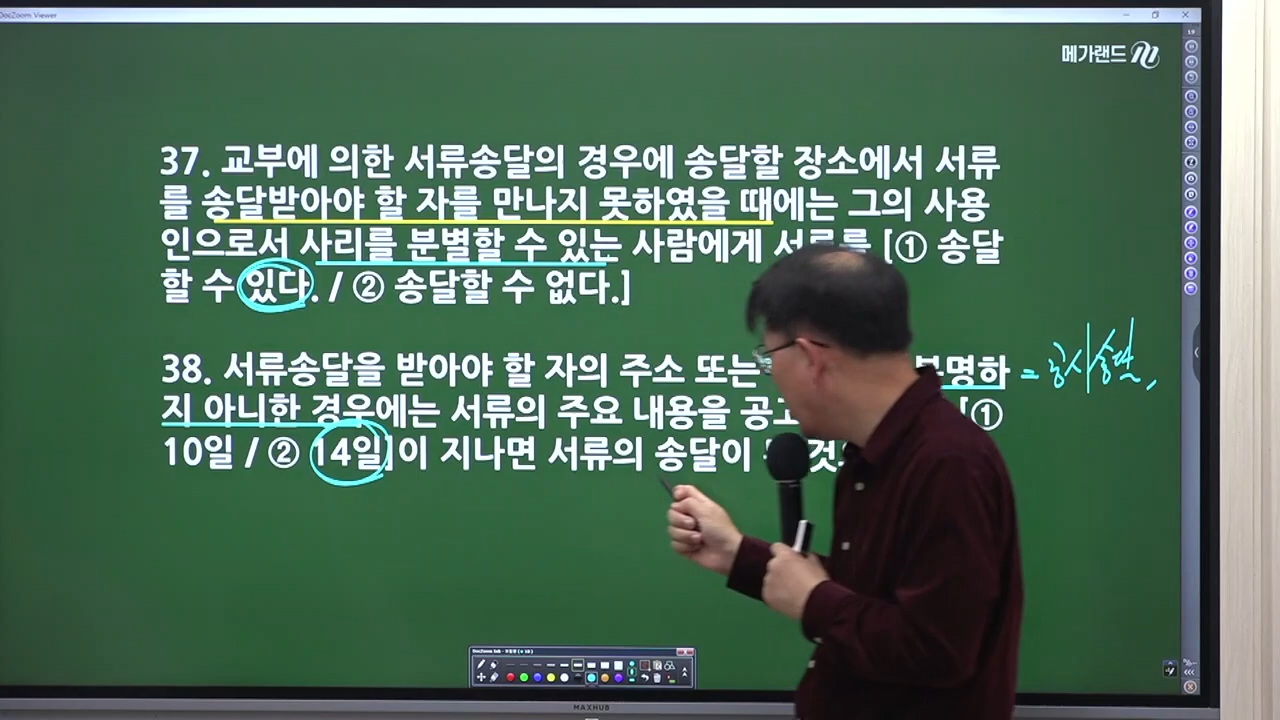 DocZoom Viewer
메가랜드
37. 교부에 의한 서류송달의 경우에 송달할 장소에서 서류
를 송달받아야 할 자를 만나지 못하였을 때에는 그의 사용
인으로서 사리를 분별할 수 있는 사람에게 서류를 [① 송달
할 수 있다. / ② 송달할 수 없다.]
38. 서류송달을 받아야 할 자의 주소 또는 명하 = 공시송달,
지 아니한 경우에는 서류의 주요 내용을 공고 [①
10일 / ② 14일]이 지나면 서류의 송달이
MAXHUB